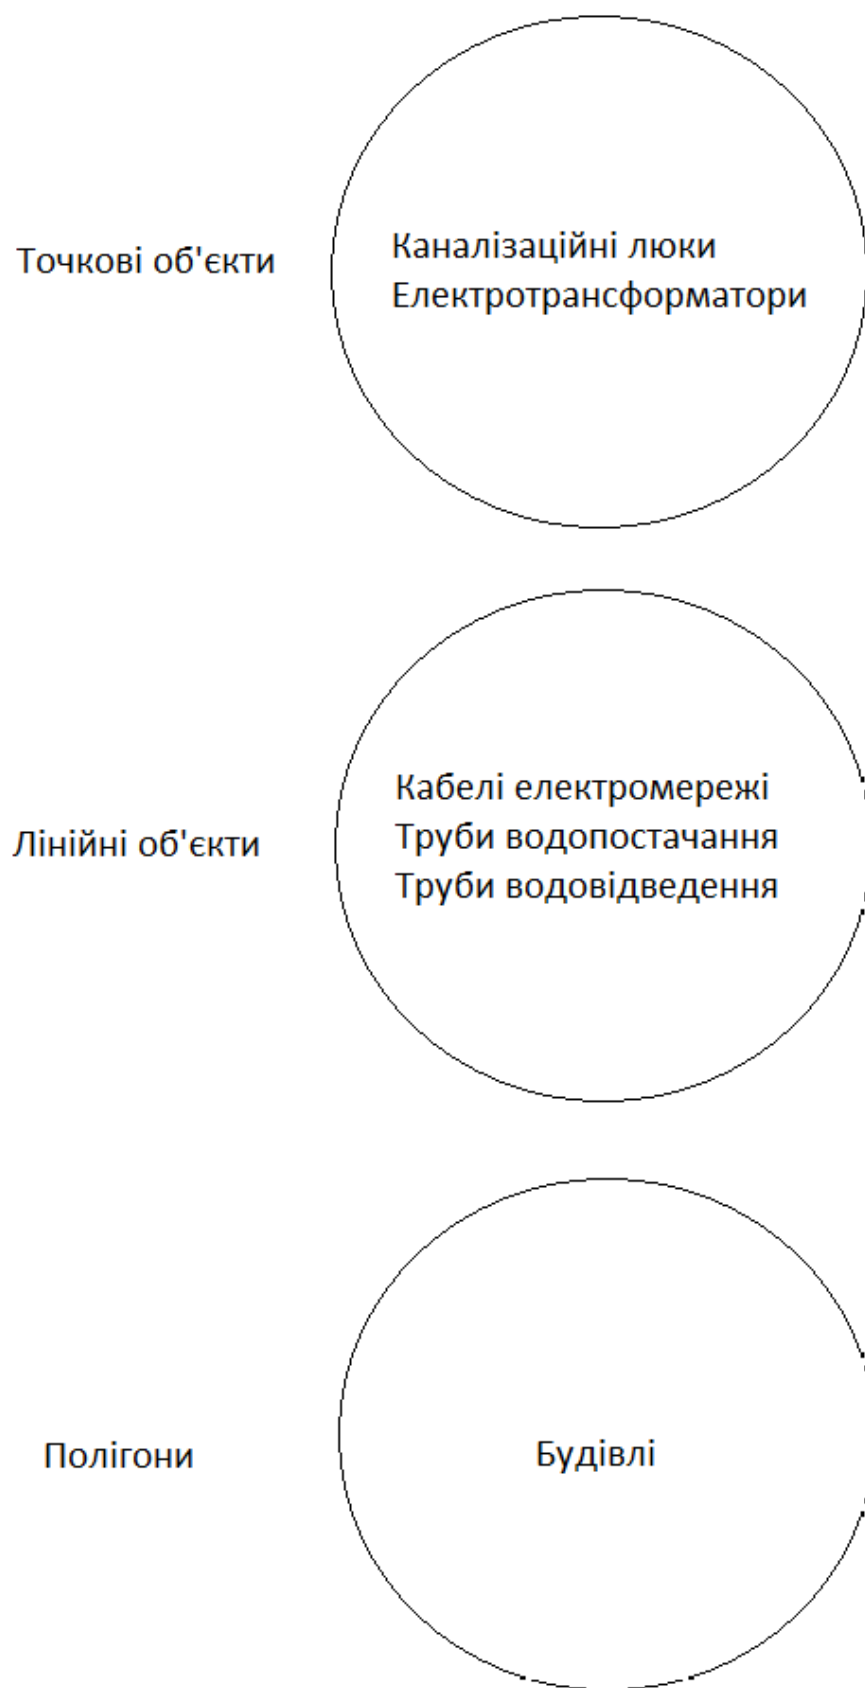 Точкові об'єкти
Каналізаційні люки
Електротрансформатори
Лінійні об'єкти
Кабелі електромережі
Труби водопостачання
Труби водовідведення
Полігони
Будівлі